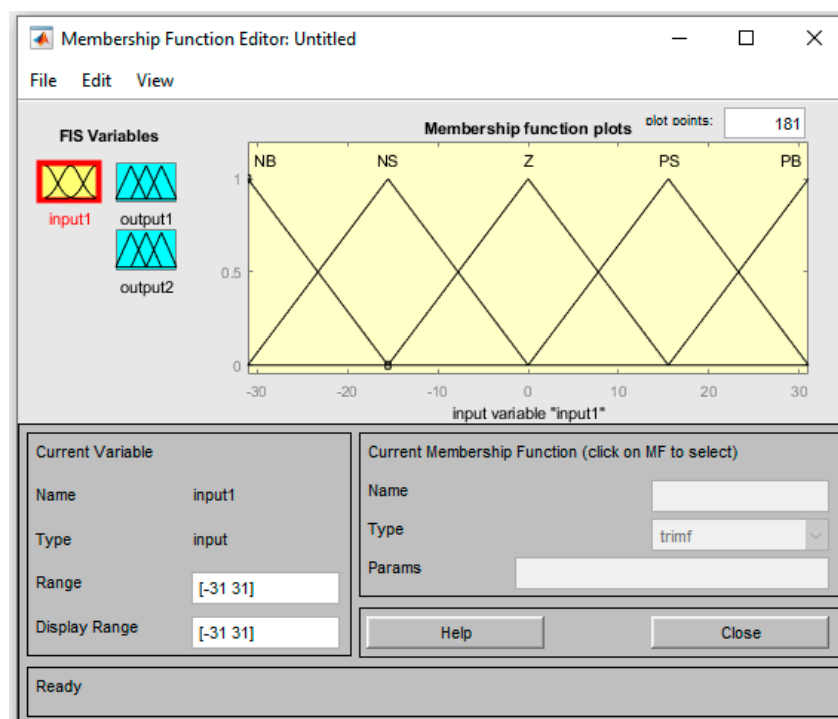 Membership Function Editor: Untitled
File Edit View
FIS Variables
input1
output1
output2
Membership function plots
plot points: 181
NB NS Z PS PB
1
0.5
0
-30 -20 -10 0 10 20 30
input variable "input1"
Current Variable
Name input1
Type input
Range [-31 31]
Display Range [-31 31]
Current Membership Function (click on MF to select)
Name
Type trimf
Params
Help Close
Ready